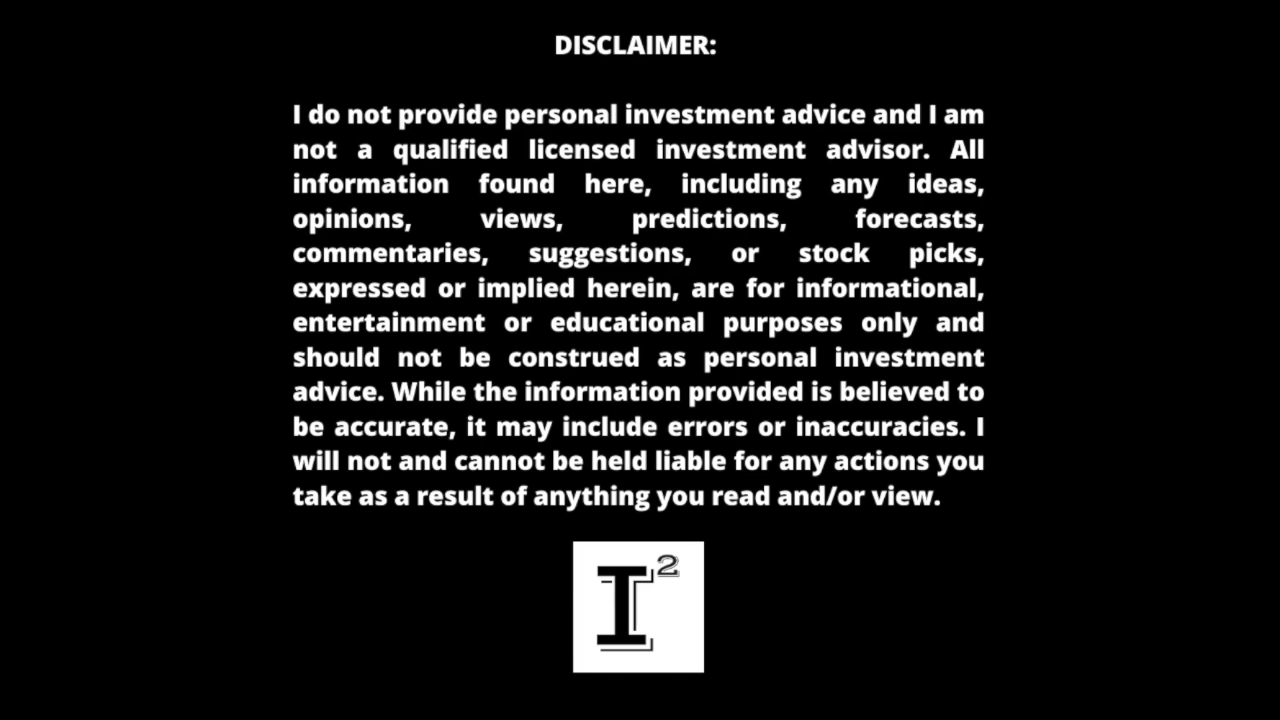 DISCLAIMER:
I do not provide personal investment advice and I am
not a qualified licensed investment advisor. All
information found here, including any ideas,
opinions, views, predictions, forecasts,
commentaries, suggestions, or stock picks,
expressed or implied herein, are for informational,
entertainment or educational purposes only and
should not be construed as personal investment
advice. While the information provided is believed to
be accurate, it may include errors or inaccuracies. I
will not and cannot be held liable for any actions you
take as a result of anything you read and/or view.
I²